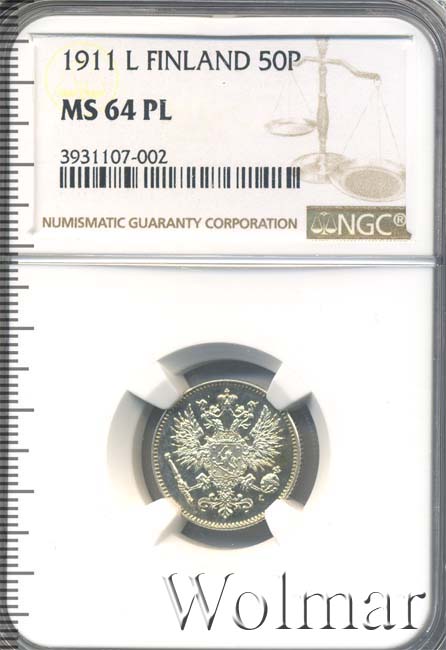 1911 L FINLAND 50P
MS 64 PL
3931107-002
NUMISMATIC GUARANTY CORPORATION
NGC®
L
Wolmar